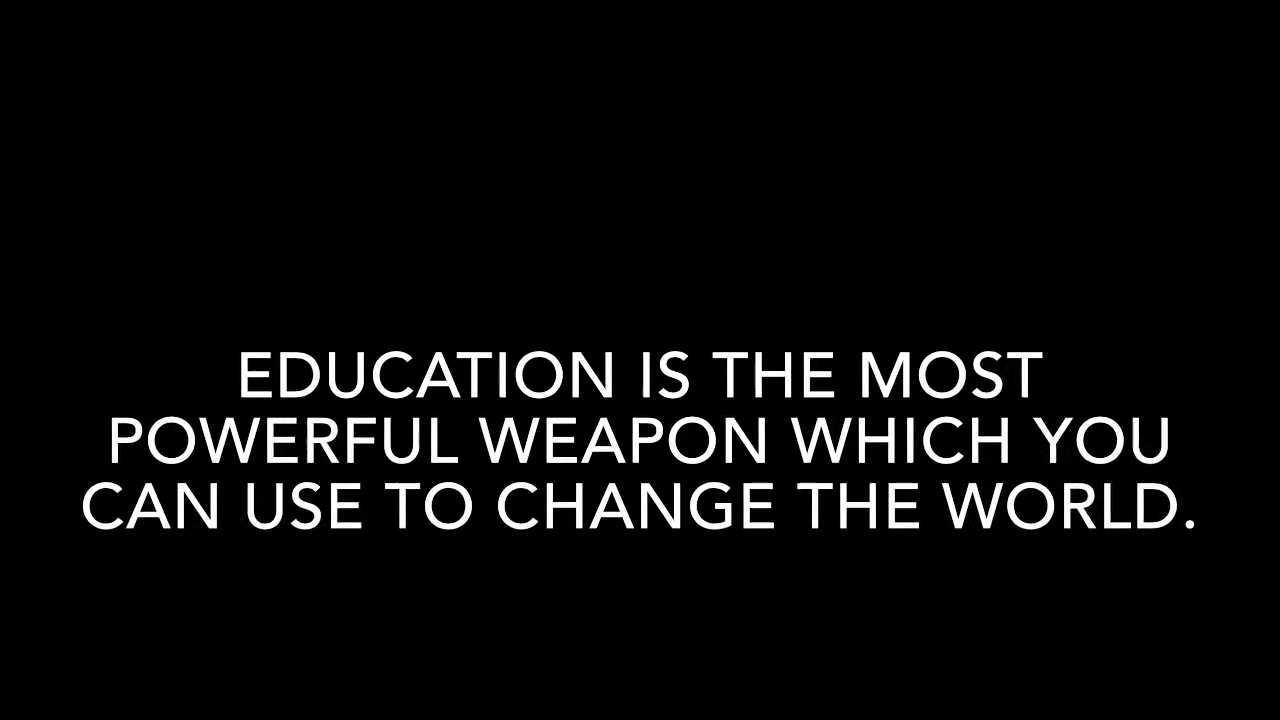 EDUCATION IS THE MOST
POWERFUL WEAPON WHICH YOU
CAN USE TO CHANGE THE WORLD.